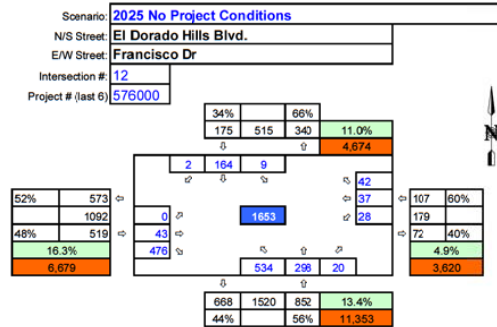 Scenario: 2025 No Project Conditions
N/S Street: El Dorado Hills Blvd.
E/W Street: Francisco Dr
Intersection #: 12
Project # (last 6) 576000
34% 66%
175 515 340 11.0%
4,674
N
2 164 9
52% 573
1092
48% 519
16.3%
6,679
0
43
476
1653
42
37
28
107 60%
179
72 40%
4.9%
3,620
534 298 20
668 1520 852 13.4%
44% 56% 11,353